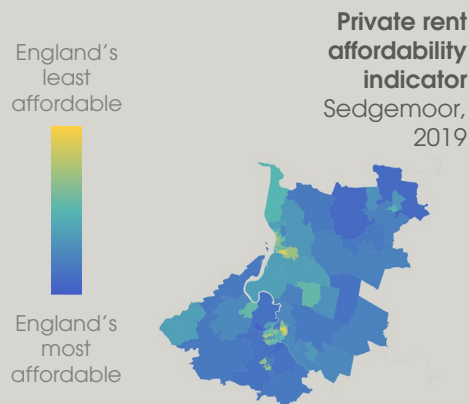 Private rent
affordability
indicator
Sedgemoor,
2019
England's
least
affordable
England's
most
affordable